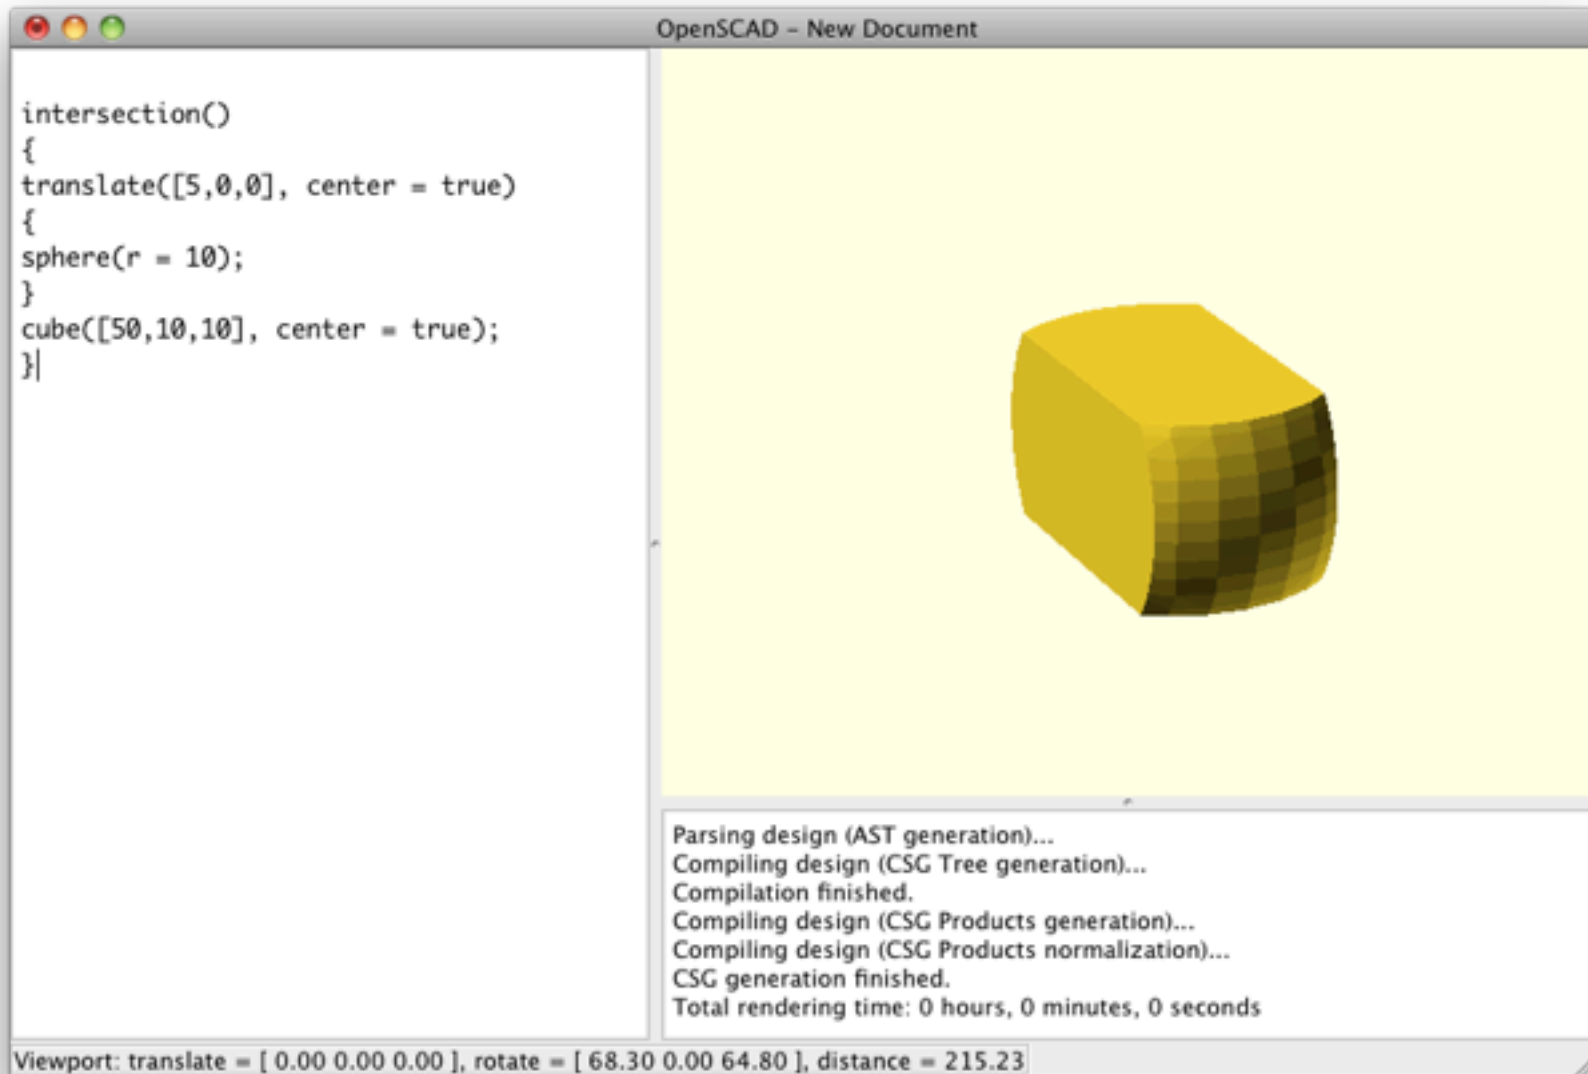 OpenSCAD – New Document
intersection()
{
translate([5,0,0], center = true)
{
sphere(r = 10);
}
cube([50,10,10], center = true);
}
Parsing design (AST generation)...
Compiling design (CSG Tree generation)...
Compilation finished.
Compiling design (CSG Products generation)...
Compiling design (CSG Products normalization)...
CSG generation finished.
Total rendering time: 0 hours, 0 minutes, 0 seconds
Viewport: translate = [ 0.00 0.00 0.00 ], rotate = [ 68.30 0.00 64.80 ], distance = 215.23